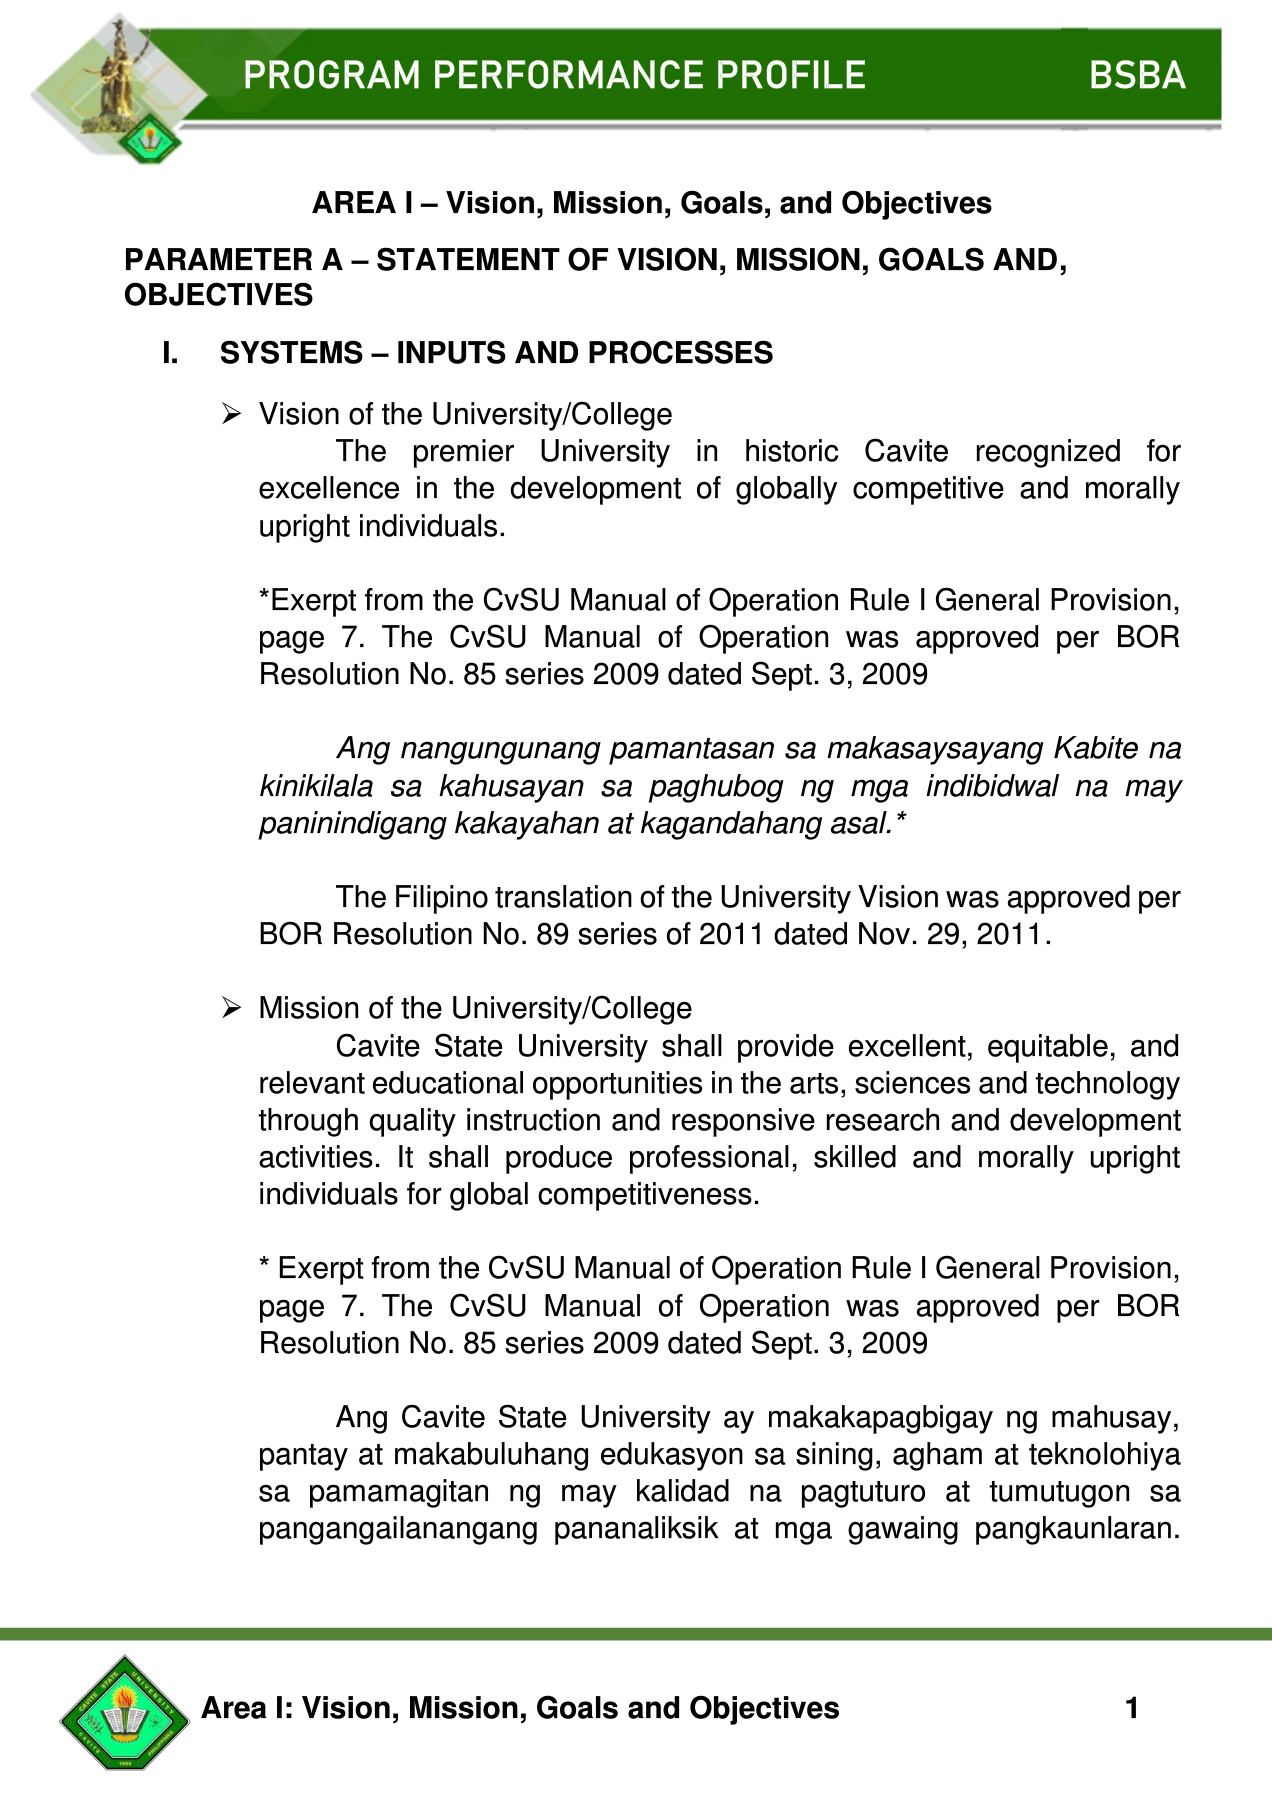 PROGRAM PERFORMANCE PROFILE BSBA
AREA I – Vision, Mission, Goals, and Objectives
PARAMETER A – STATEMENT OF VISION, MISSION, GOALS AND,
OBJECTIVES
I. SYSTEMS – INPUTS AND PROCESSES
➢ Vision of the University/College
The premier University in historic Cavite recognized for
excellence in the development of globally competitive and morally
upright individuals.
*Exerpt from the CvSU Manual of Operation Rule I General Provision,
page 7. The CvSU Manual of Operation was approved per BOR
Resolution No. 85 series 2009 dated Sept. 3, 2009
Ang nangungunang pamantasan sa makasaysayang Kabite na
kinikilala sa kahusayan sa paghubog ng mga indibidwal na may
paninindigang kakayahan at kagandahang asal.*
The Filipino translation of the University Vision was approved per
BOR Resolution No. 89 series of 2011 dated Nov. 29, 2011.
➢ Mission of the University/College
Cavite State University shall provide excellent, equitable, and
relevant educational opportunities in the arts, sciences and technology
through quality instruction and responsive research and development
activities. It shall produce professional, skilled and morally upright
individuals for global competitiveness.
* Exerpt from the CvSU Manual of Operation Rule I General Provision,
page 7. The CvSU Manual of Operation was approved per BOR
Resolution No. 85 series 2009 dated Sept. 3, 2009
Ang Cavite State University ay makakapagbigay ng mahusay,
pantay at makabuluhang edukasyon sa sining, agham at teknolohiya
sa pamamagitan ng may kalidad na pagtuturo at tumutugon sa
pangangailanangang pananaliksik at mga gawaing pangkaunlaran.
CAVITE STATE UNIVERSITY
CAVITE 1906 PHILIPPINES
Area I: Vision, Mission, Goals and Objectives 1